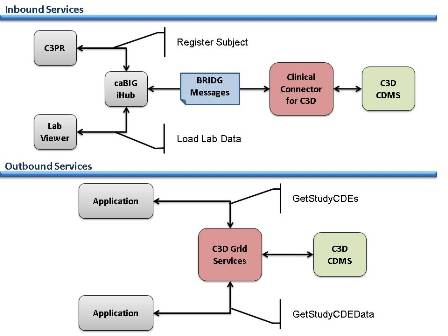 Inbound Services
C3PR
Register Subject
caBIG
iHub
BRIDG
Messages
Clinical
Connector
for C3D
C3D
CDMS
Lab
Viewer
Load Lab Data
Outbound Services
Application
GetStudyCDEs
C3D Grid
Services
C3D
CDMS
Application
GetStudyCDEData